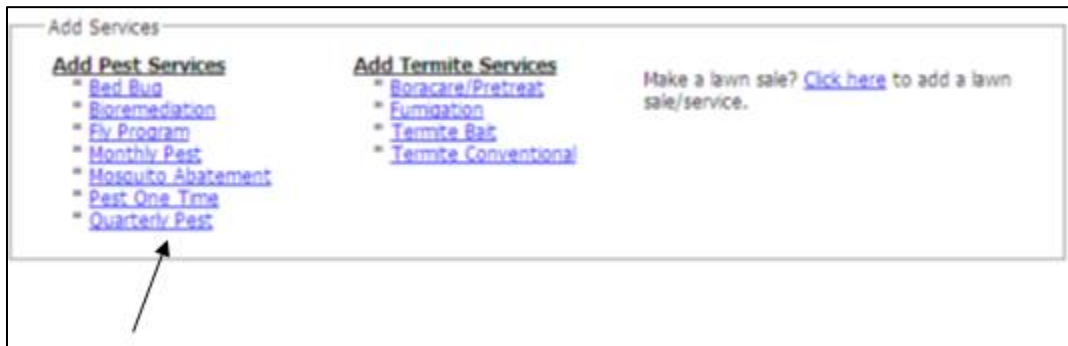 Add Services
Add Pest Services
* Bed Bug
* Bioremediation
* Fly Program
* Monthly Pest
* Mosquito Abatement
* Pest One Time
* Quarterly Pest
Add Termite Services
* Boracare/Pretreat
* Fumigation
* Termite Bait
* Termite Conventional
Make a lawn sale? Click here to add a lawn
sale/service.